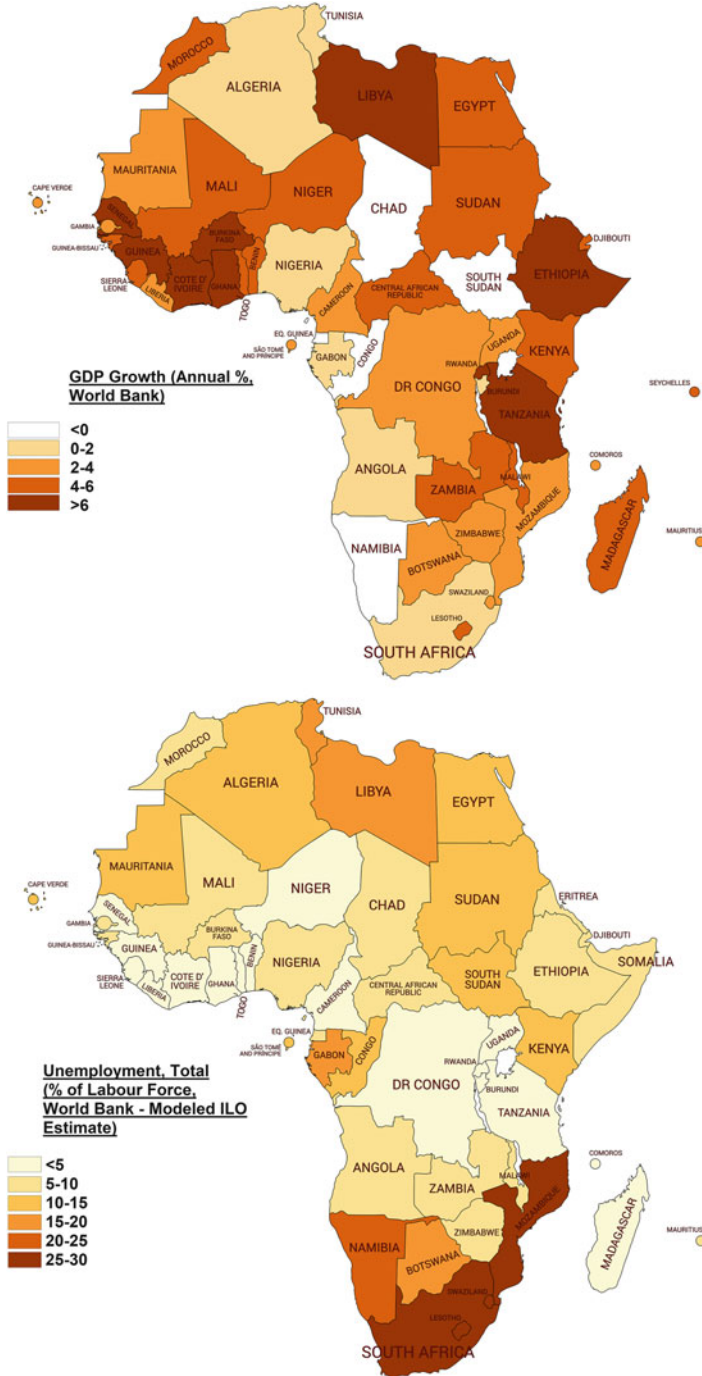 TUNISIA
MOROCCO
ALGERIA
LIBYA
EGYPT
MAURITANIA
MALI
NIGER
CHAD
SUDAN
CAPE VERDE
SENEGAL
GAMBIA
GUINEA-BISSAU
GUINEA
BURKINA
FASO
BENIN
NIGERIA
DJIBOUTI
ETHIOPIA
SOUTH
SUDAN
SIERRA
LEONE
LIBERIA
COTE D'
IVOIRE
GHANA
TOGO
CAMEROON
CENTRAL AFRICAN
REPUBLIC
EQ. GUINEA
SÃO TOMÉ
AND PRÍNCIPE
GABON
CONGO
UGANDA
KENYA
RWANDA
BURUNDI
DR CONGO
TANZANIA
SEYCHELLES
GDP Growth (Annual %,
World Bank)
<0
0-2
2-4
4-6
>6
ANGOLA
ZAMBIA
MALAWI
COMOROS
MOZAMBIQUE
ZIMBABWE
NAMIBIA
BOTSWANA
MADAGASCAR
MAURITIUS
SWAZILAND
LESOTHO
SOUTH AFRICA
TUNISIA
MOROCCO
ALGERIA
LIBYA
EGYPT
MAURITANIA
MALI
NIGER
CHAD
SUDAN
ERITREA
CAPE VERDE
SENEGAL
GAMBIA
GUINEA-BISSAU
GUINEA
BURKINA
FASO
BENIN
NIGERIA
DJIBOUTI
ETHIOPIA
SOMALIA
SOUTH
SUDAN
SIERRA
LEONE
LIBERIA
COTE D'
IVOIRE
GHANA
TOGO
CAMEROON
CENTRAL AFRICAN
REPUBLIC
EQ. GUINEA
SÃO TOMÉ
AND PRÍNCIPE
GABON
CONGO
UGANDA
KENYA
RWANDA
BURUNDI
DR CONGO
TANZANIA
Unemployment, Total
(% of Labour Force,
World Bank - Modeled ILO
Estimate)
<5
5-10
10-15
15-20
20-25
25-30
ANGOLA
ZAMBIA
MALAWI
COMOROS
MOZAMBIQUE
ZIMBABWE
NAMIBIA
BOTSWANA
MADAGASCAR
MAURITIUS
SWAZILAND
LESOTHO
SOUTH AFRICA